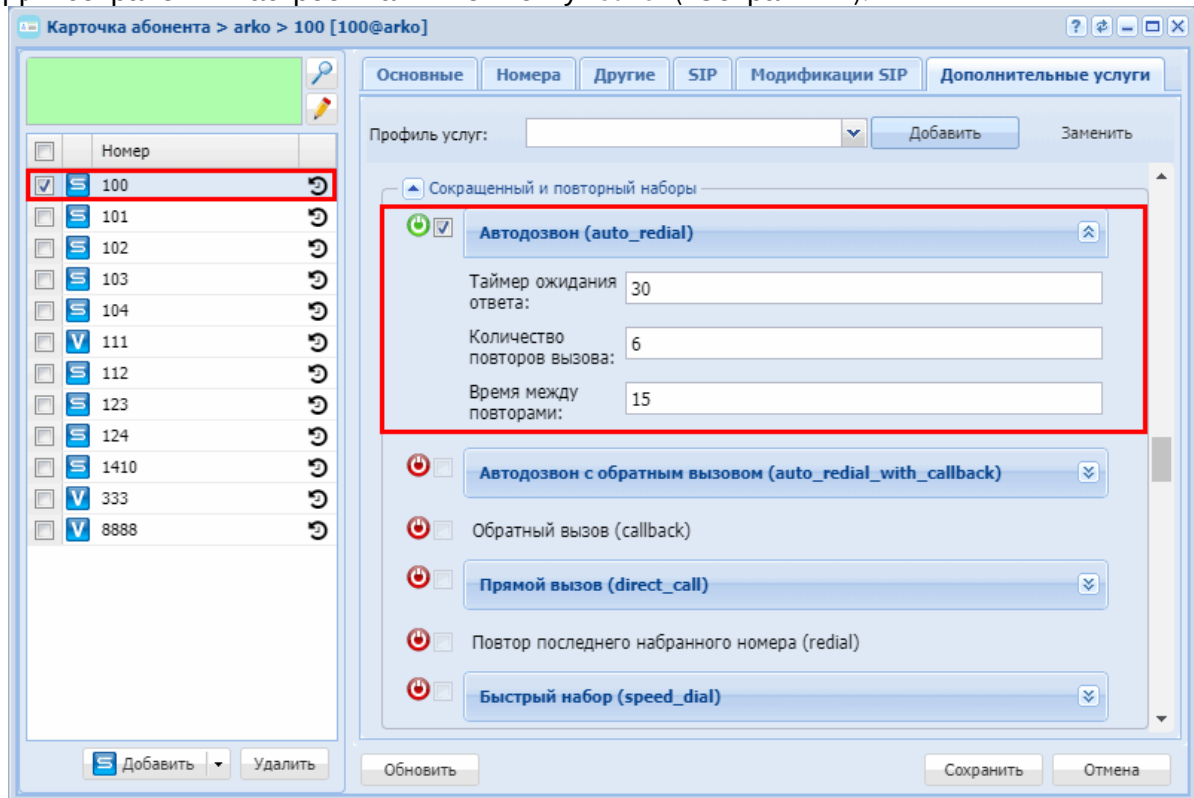 Карточка абонента > arko > 100 [100@arko]
Основные Номера Другие SIP Модификации SIP Дополнительные услуги
Профиль услуг: Добавить Заменить
Номер
100
101
102
103
104
111
112
123
124
1410
333
8888
Сокращенный и повторный наборы
Автодозвон (auto_redial)
Таймер ожидания
ответа:
30
Количество
повторов вызова:
6
Время между
повторами:
15
Автодозвон с обратным вызовом (auto_redial_with_callback)
Обратный вызов (callback)
Прямой вызов (direct_call)
Повтор последнего набранного номера (redial)
Быстрый набор (speed_dial)
Добавить Удалить
Обновить Сохранить Отмена